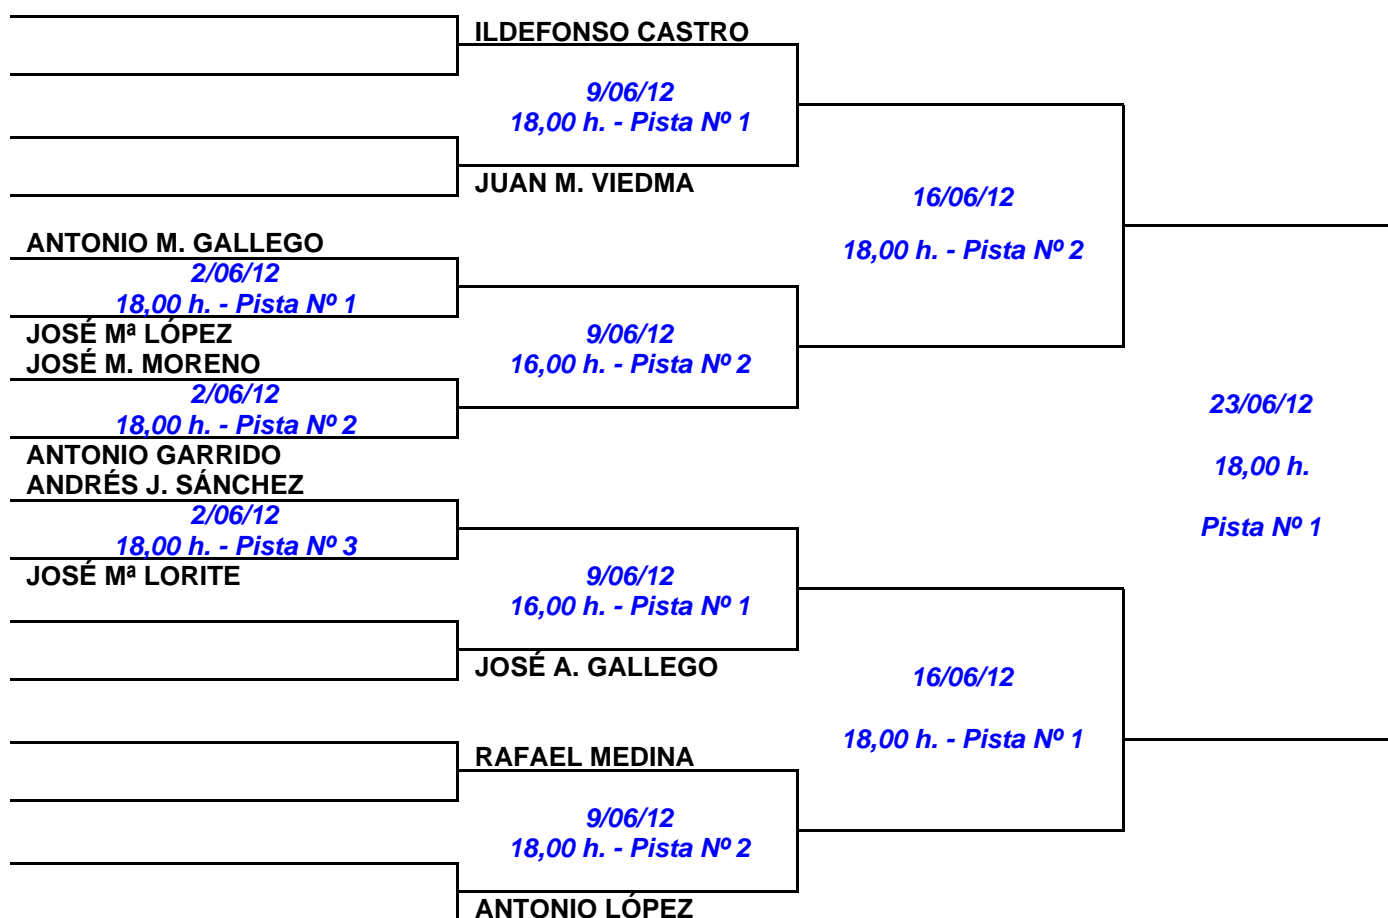 ILDEFONSO CASTRO
9/06/12
18,00 h. - Pista Nº 1
JUAN M. VIEDMA
16/06/12
18,00 h. - Pista Nº 2
ANTONIO M. GALLEGO
2/06/12
18,00 h. - Pista Nº 1
JOSÉ Mª LÓPEZ
9/06/12
16,00 h. - Pista Nº 2
JOSÉ M. MORENO
2/06/12
18,00 h. - Pista Nº 2
ANTONIO GARRIDO
23/06/12
18,00 h.
Pista Nº 1
ANDRÉS J. SÁNCHEZ
2/06/12
18,00 h. - Pista Nº 3
JOSÉ Mª LORITE
9/06/12
16,00 h. - Pista Nº 1
JOSÉ A. GALLEGO
16/06/12
18,00 h. - Pista Nº 1
RAFAEL MEDINA
9/06/12
18,00 h. - Pista Nº 2
ANTONIO LÓPEZ